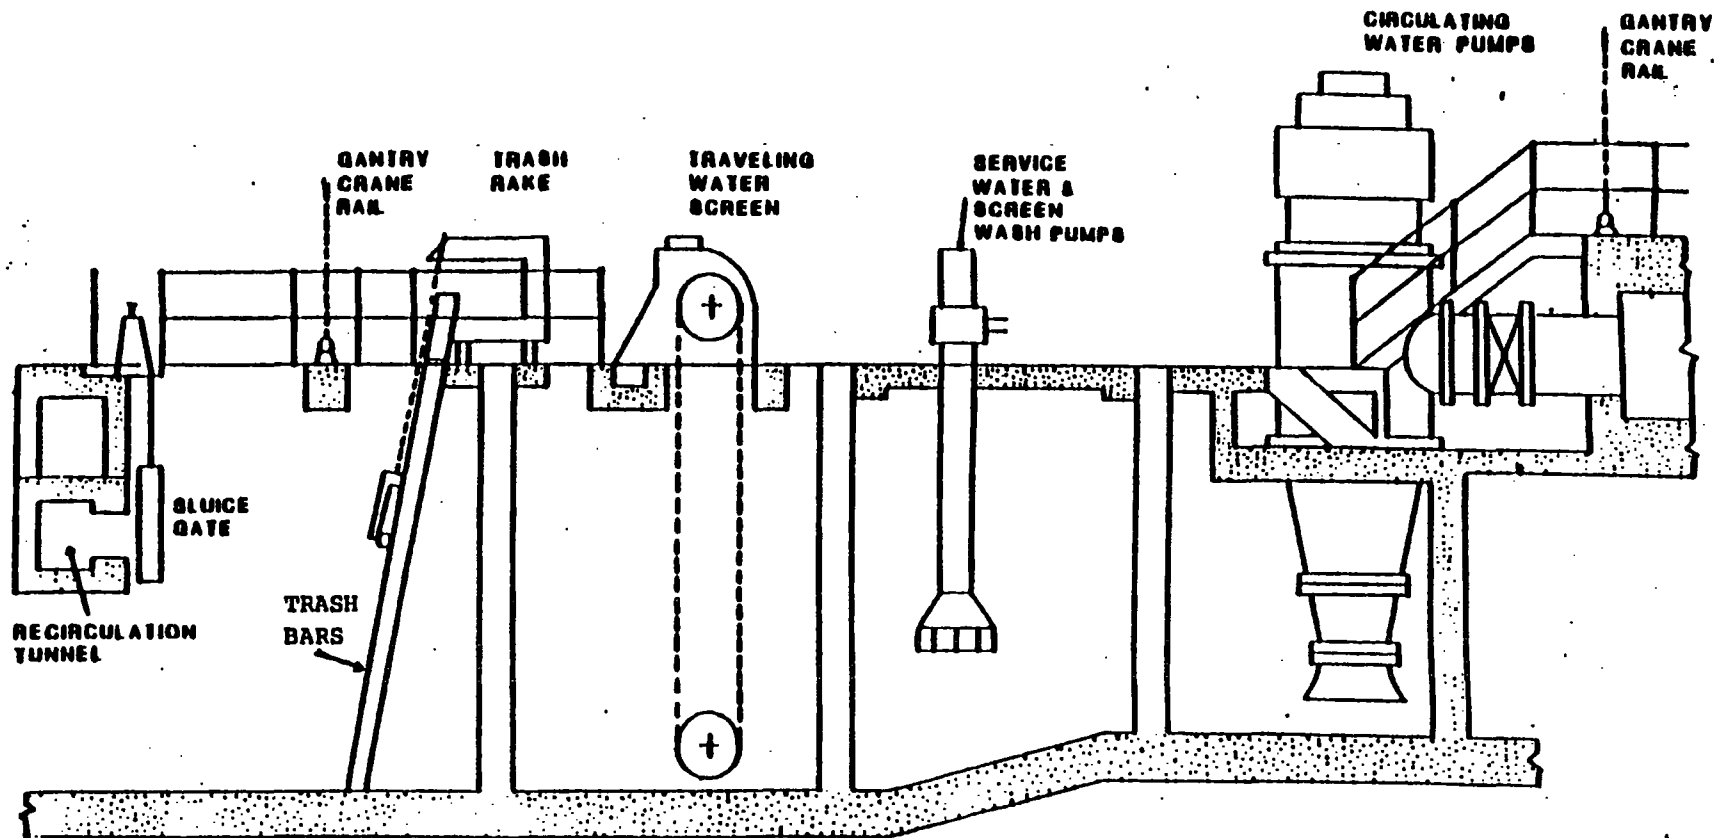 CIRCULATING
WATER PUMPS
GANTRY
CRANE
RAIL
GANTRY
CRANE
RAIL
TRASH
RAKE
TRAVELING
WATER
SCREEN
SERVICE
WATER &
SCREEN
WASH PUMPS
SLUICE
GATE
TRASH
BARS
RECIRCULATION
TUNNEL